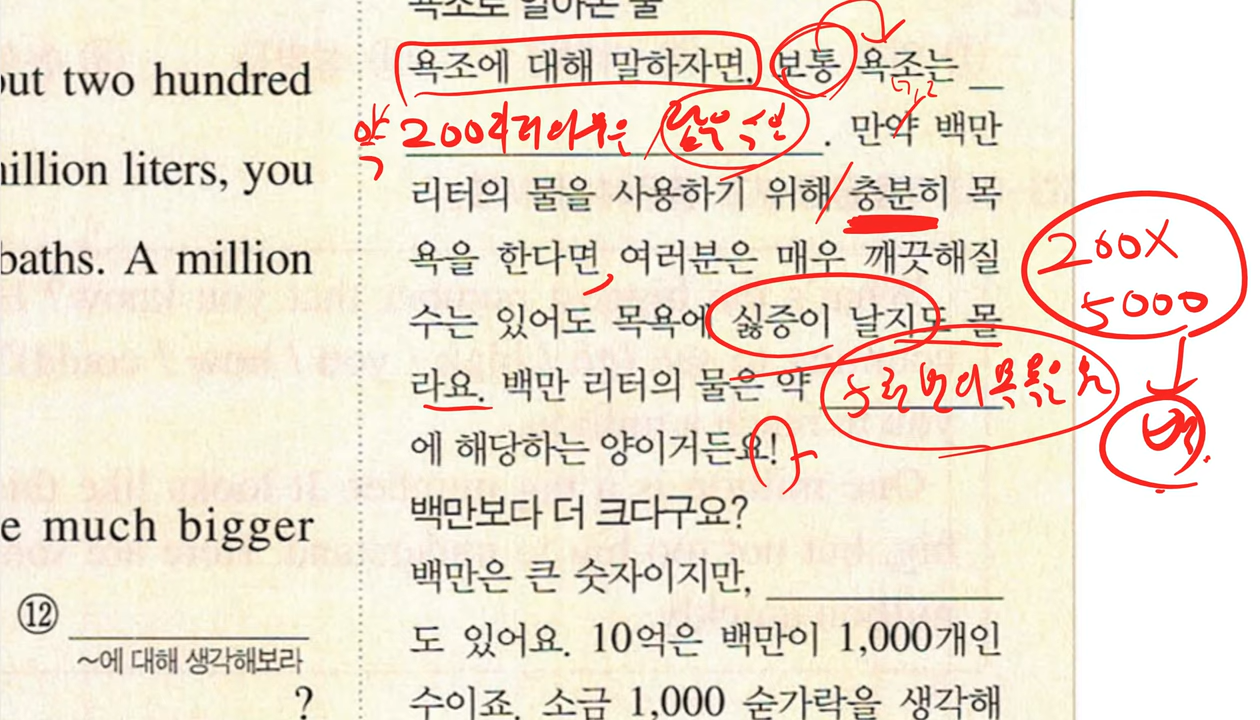 out two hundred
million liters, you
baths. A million
e much bigger
⑫
~에 대해 생각해보라
?
욕조로 알아본 물
욕조에 대해 말하자면, 보통 욕조는
약 200리터
. 만약 백만
리터의 물을 사용하기 위해 충분히 목
욕을 한다면, 여러분은 매우 깨끗해질
수는 있어도 목욕에 싫증이 날지도 몰
라요. 백만 리터의 물은 약
에 해당하는 양이거든요!
백만보다 더 크다구요?
백만은 큰 숫자이지만,
도 있어요. 10억은 백만이 1,000개인
수이죠. 소금 1,000 숟가락을 생각해
200X
5000